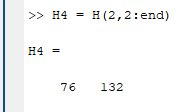 >> H4 = H(2,2:end)
H4 =
76 132